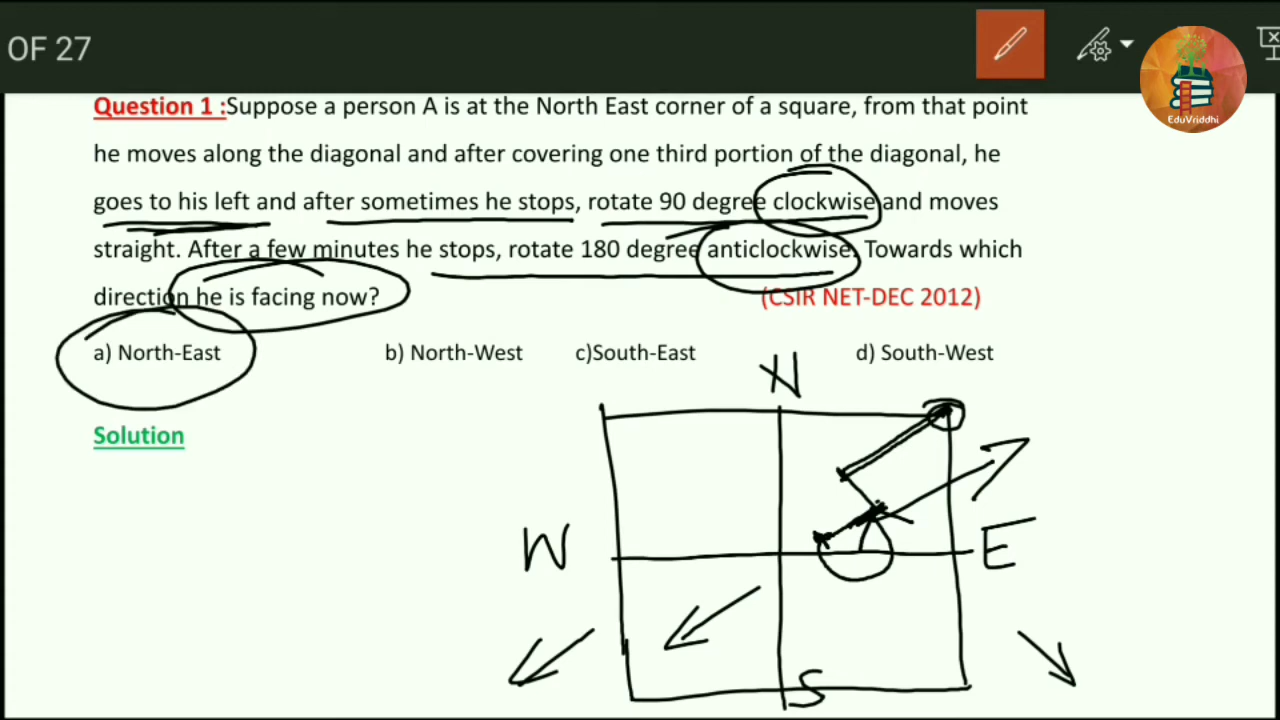 OF 27
EduVriddhi
Question 1 :Suppose a person A is at the North East corner of a square, from that point
he moves along the diagonal and after covering one third portion of the diagonal, he
goes to his left and after sometimes he stops, rotate 90 degree clockwise and moves
straight. After a few minutes he stops, rotate 180 degree anticlockwise. Towards which
direction he is facing now? (CSIR NET-DEC 2012)
a) North-East b) North-West c)South-East d) South-West
Solution
N
W
E
S